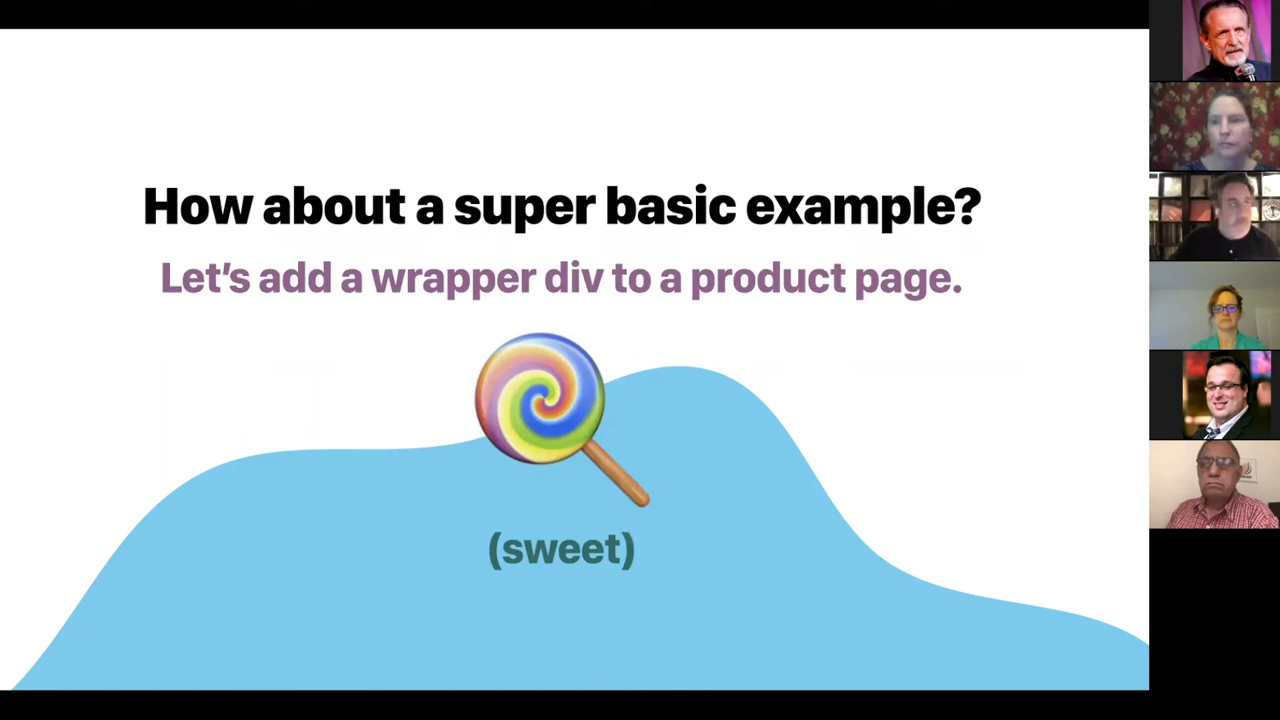 How about a super basic example?
Let's add a wrapper div to a product page.
(sweet)